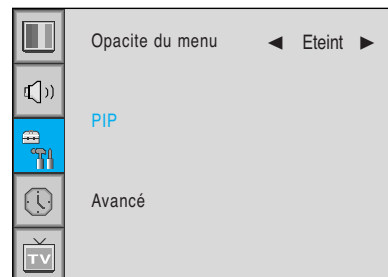 Opacite du menu ◄ Eteint ►
PIP
Avancé
TV